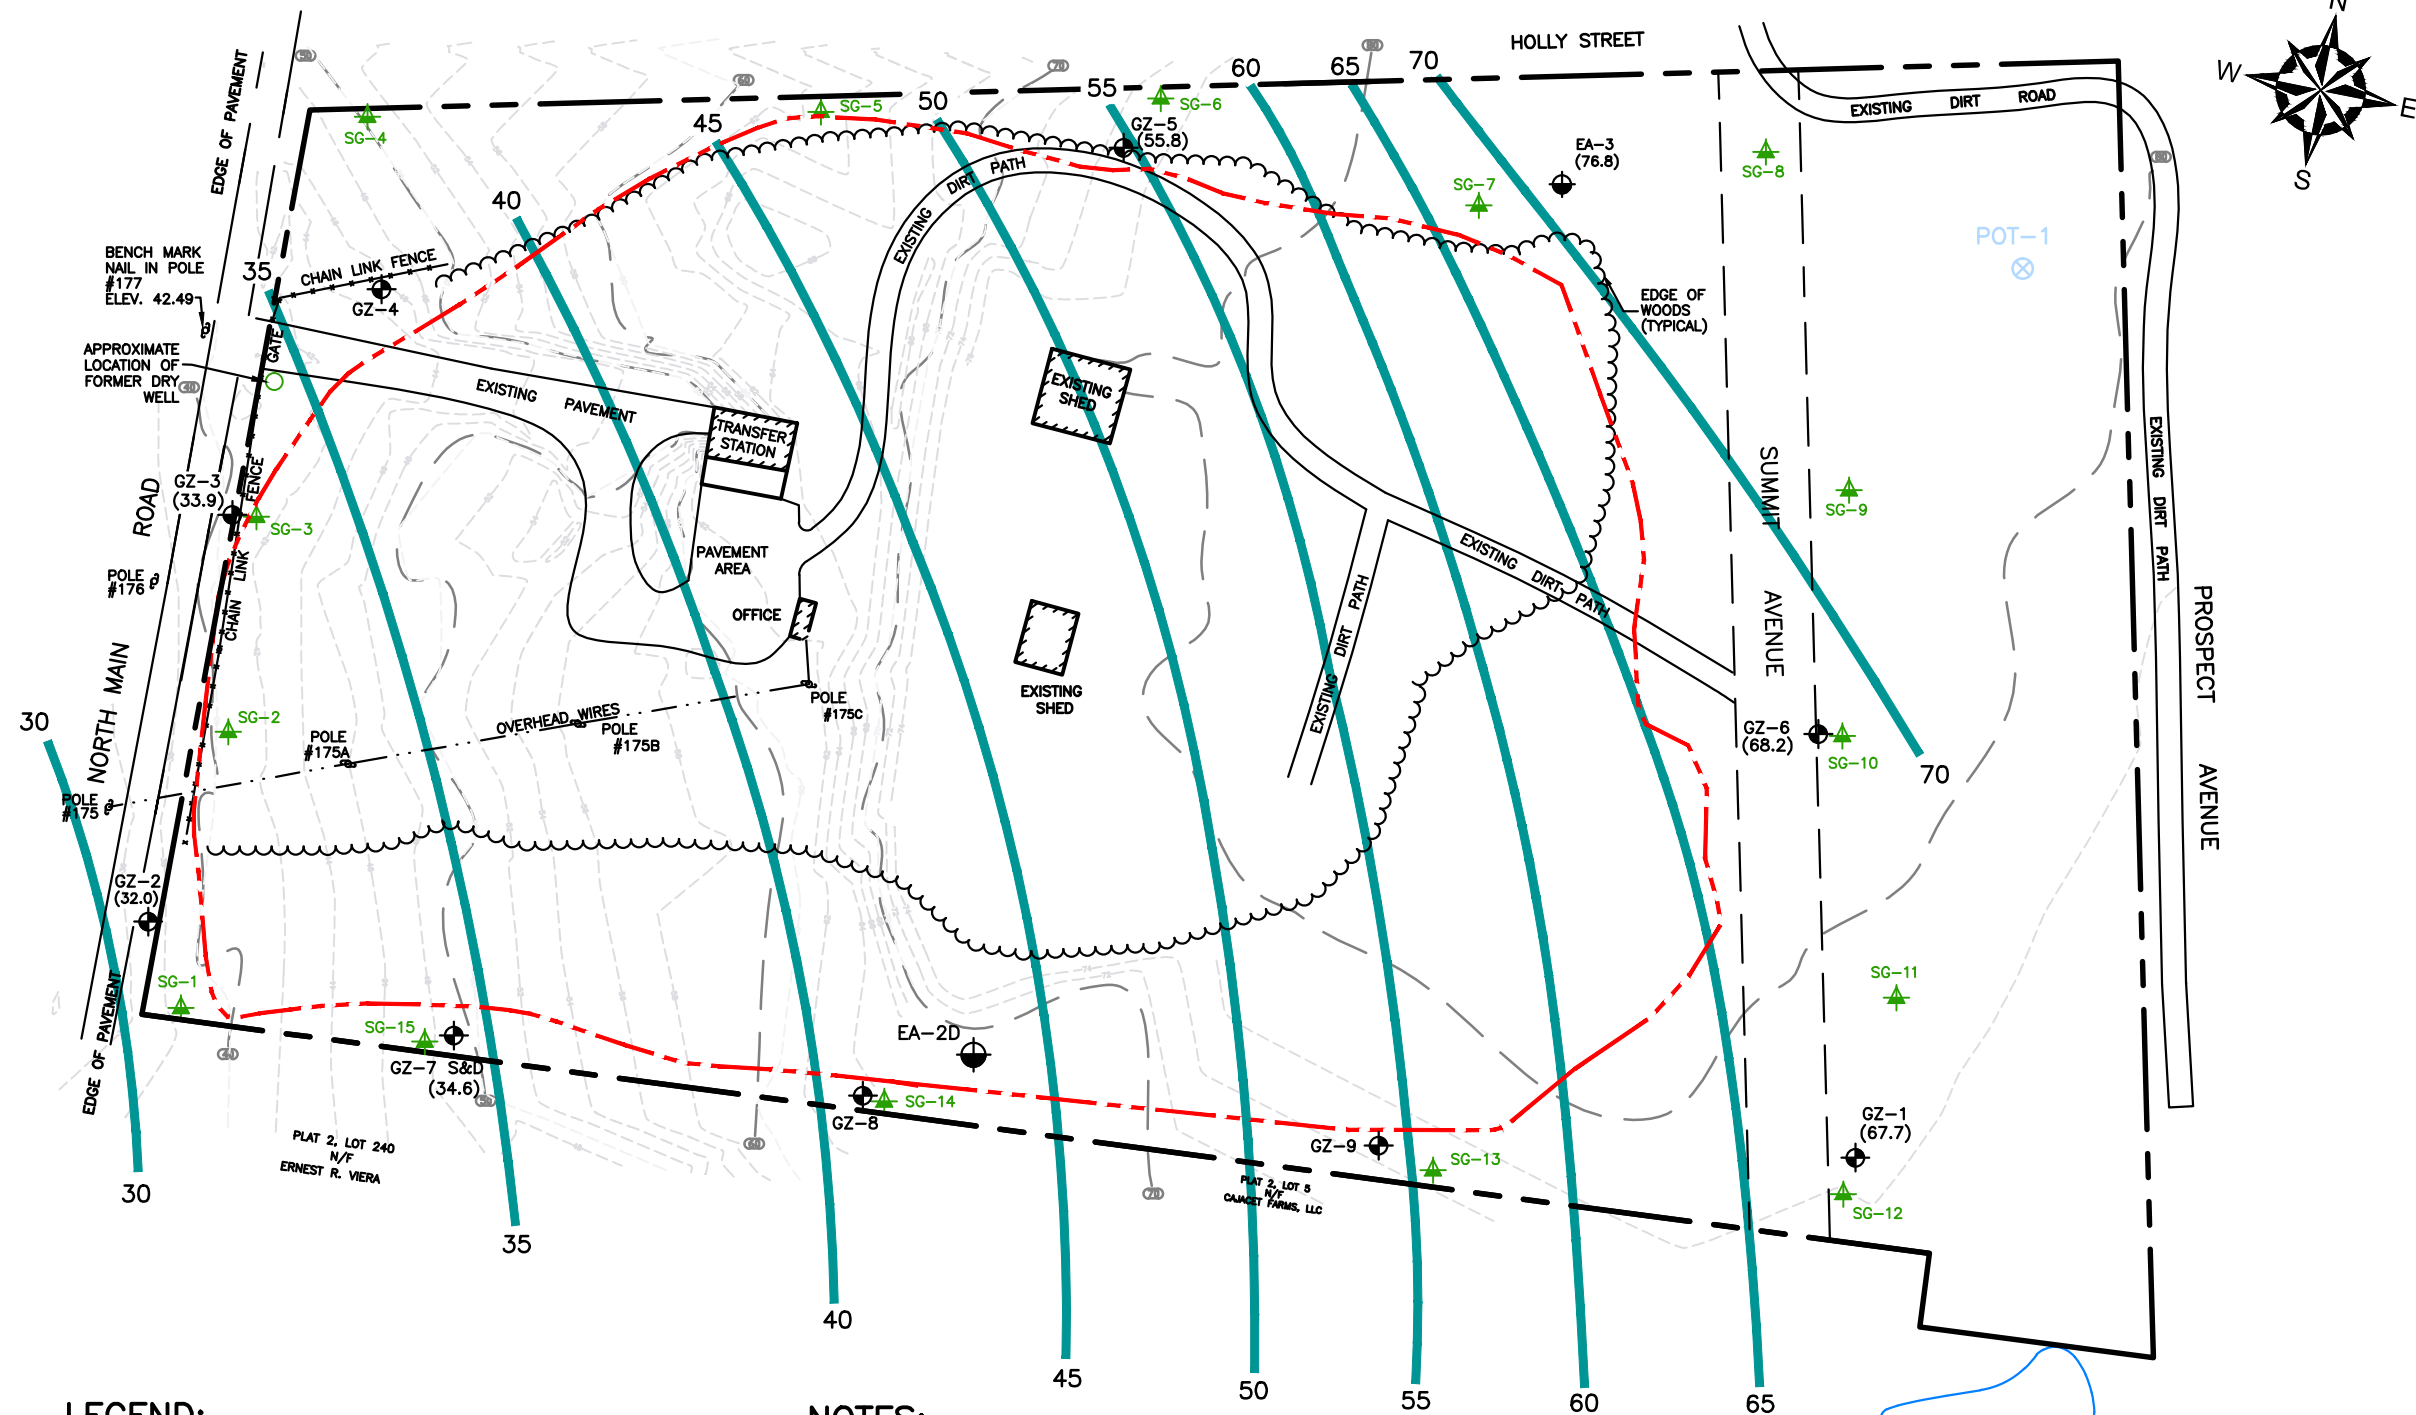 N
HOLLY STREET
W
E
S
60
65
70
55
50
45
40
35
30
EDGE OF PAVEMENT
SG-4
SG-5
SG-6
GZ-5
(55.8)
EA-3
(76.8)
SG-7
SG-8
EXISTING DIRT ROAD
POT-1
BENCH MARK
NAIL IN POLE
#177
ELEV. 42.49
CHAIN LINK FENCE
GZ-4
EXISTING DIRT PATH
EDGE OF
WOODS
(TYPICAL)
APPROXIMATE
LOCATION OF
FORMER DRY
WELL
GATE
EXISTING PAVEMENT
TRANSFER
STATION
EXISTING
SHED
GZ-3
(33.9)
SG-3
CHAIN LINK FENCE
SUMMIT AVENUE
SG-9
EXISTING DIRT PATH
POLE
#176
PAVEMENT
AREA
OFFICE
EXISTING DIRT PATH
EXISTING DIRT PATH
PROSPECT AVENUE
NORTH MAIN ROAD
SG-2
POLE
#175A
OVERHEAD WIRES
POLE
#175B
POLE
#175C
EXISTING
SHED
GZ-6
(68.2)
SG-10
70
POLE
#175
GZ-2
(32.0)
SG-1
EDGE OF PAVEMENT
SG-15
GZ-7 S&D
(34.6)
EA-2D
GZ-8
SG-14
GZ-9
SG-13
SG-11
GZ-1
(67.7)
SG-12
PLAT 2, LOT 240
N/F
ERNEST R. VIERA
PLAT 2, LOT 5
N/F
CAJACET FARMS, LLC
30
35
40
45
50
55
60
65
LEGEND:
NOTES: